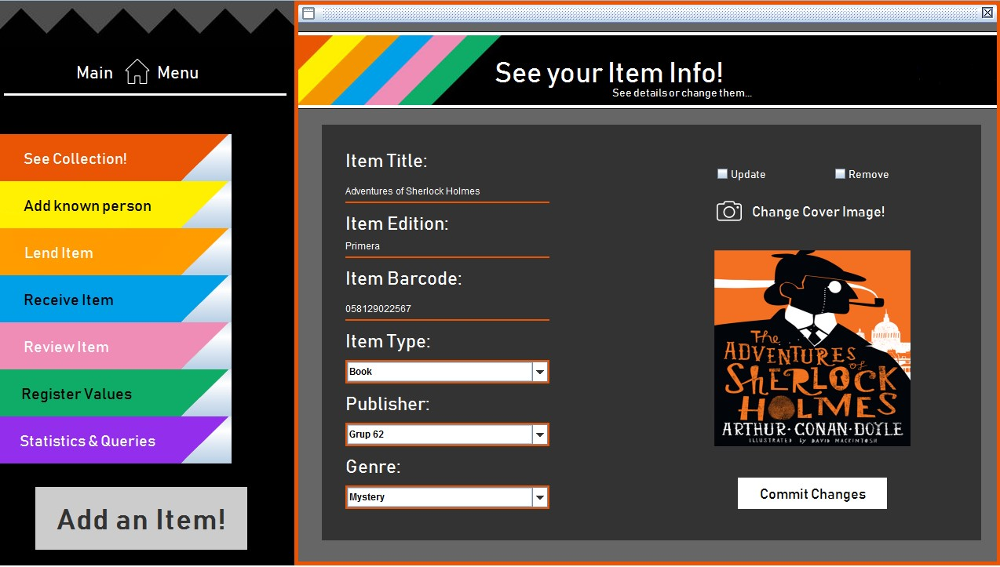 Main Menu
See Collection!
Add known person
Lend Item
Receive Item
Review Item
Register Values
Statistics & Queries
Add an Item!
See your Item Info!
See details or change them...
Item Title:
Adventures of Sherlock Holmes
Item Edition:
Primera
Item Barcode:
058129022567
Item Type:
Book
Publisher:
Grup 62
Genre:
Mystery
Update
Remove
Change Cover Image!
The
ADVENTURES
of
SHERLOCK
HOLMES
ARTHUR·CONAN·DOYLE
ILLUSTRATED by DAVID MACKINTOSH
Commit Changes